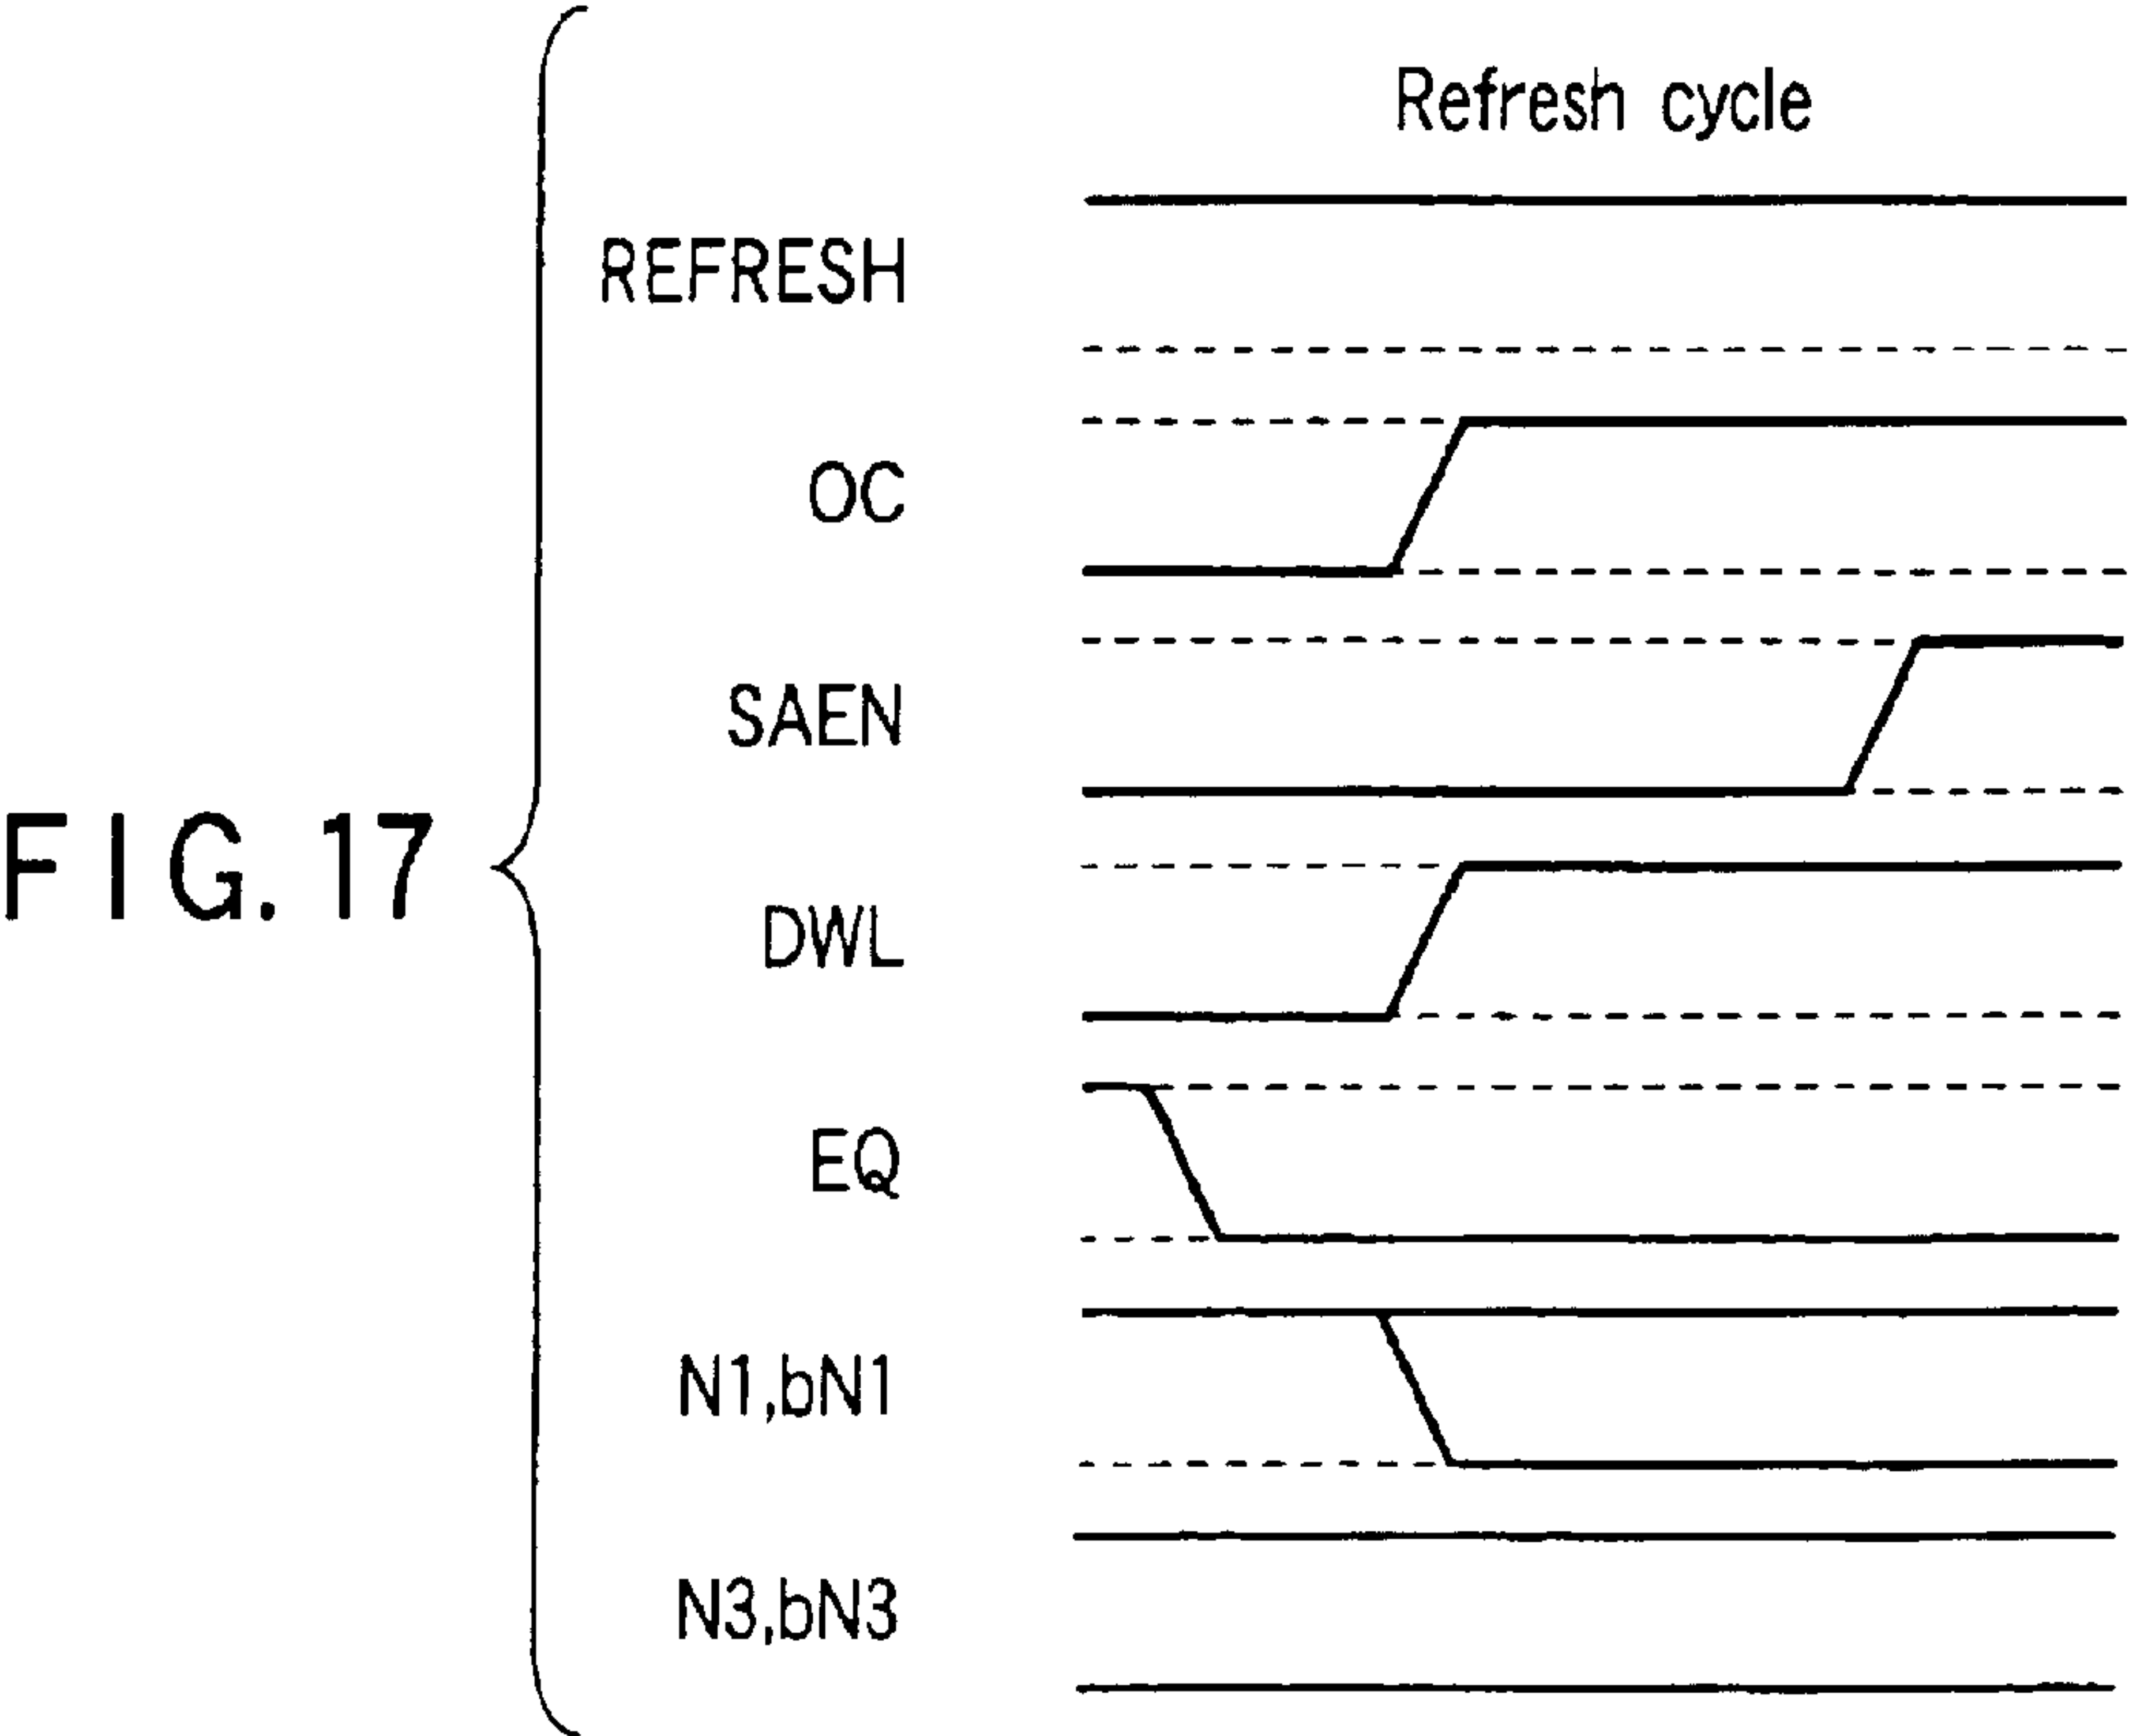 Refresh cycle
REFRESH
OC
SAEN
FIG.17
DWL
EQ
N1,bN1
N3,bN3